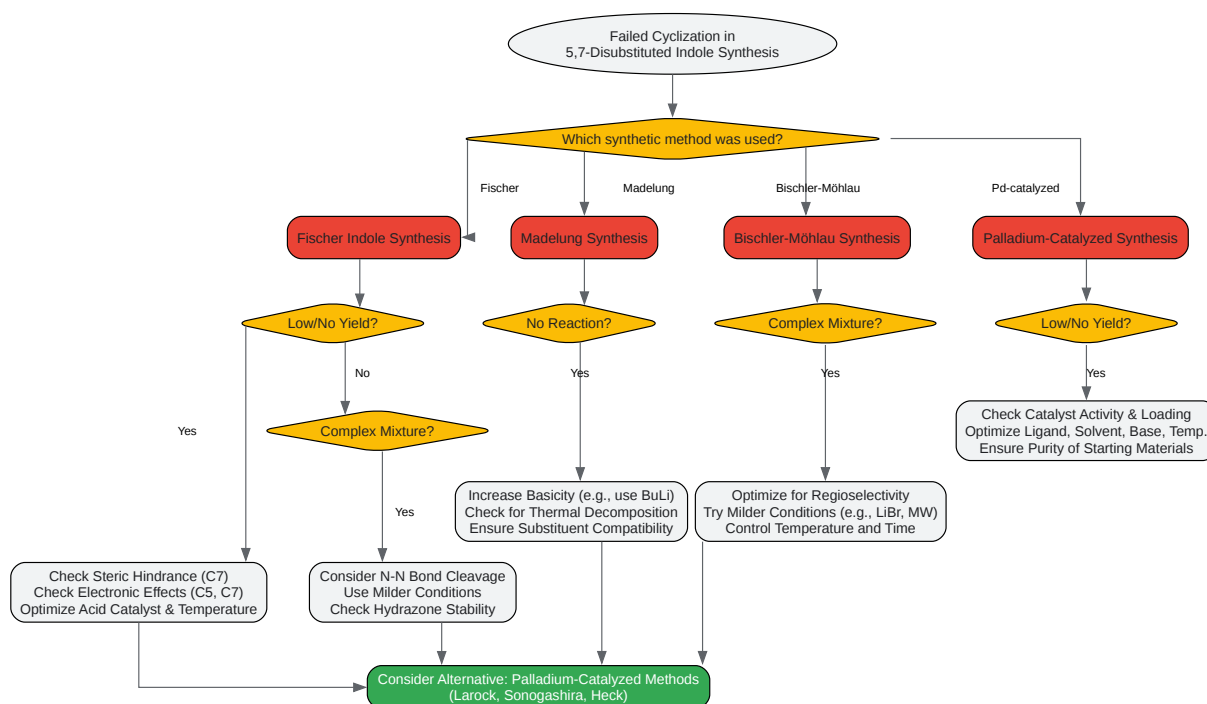 Failed Cyclization in
5,7-Disubstituted Indole Synthesis
Which synthetic method was used?
Fischer
Madelung
Bischler-Möhlau
Pd-catalyzed
Fischer Indole Synthesis
Madelung Synthesis
Bischler-Möhlau Synthesis
Palladium-Catalyzed Synthesis
Low/No Yield?
No Reaction?
Complex Mixture?
Low/No Yield?
No
Yes
Yes
Yes
Check Catalyst Activity & Loading
Optimize Ligand, Solvent, Base, Temp.
Ensure Purity of Starting Materials
Yes
Complex Mixture?
Increase Basicity (e.g., use BuLi)
Check for Thermal Decomposition
Ensure Substituent Compatibility
Optimize for Regioselectivity
Try Milder Conditions (e.g., LiBr, MW)
Control Temperature and Time
Yes
Check Steric Hindrance (C7)
Check Electronic Effects (C5, C7)
Optimize Acid Catalyst & Temperature
Consider N-N Bond Cleavage
Use Milder Conditions
Check Hydrazone Stability
Consider Alternative: Palladium-Catalyzed Methods
(Larock, Sonogashira, Heck)